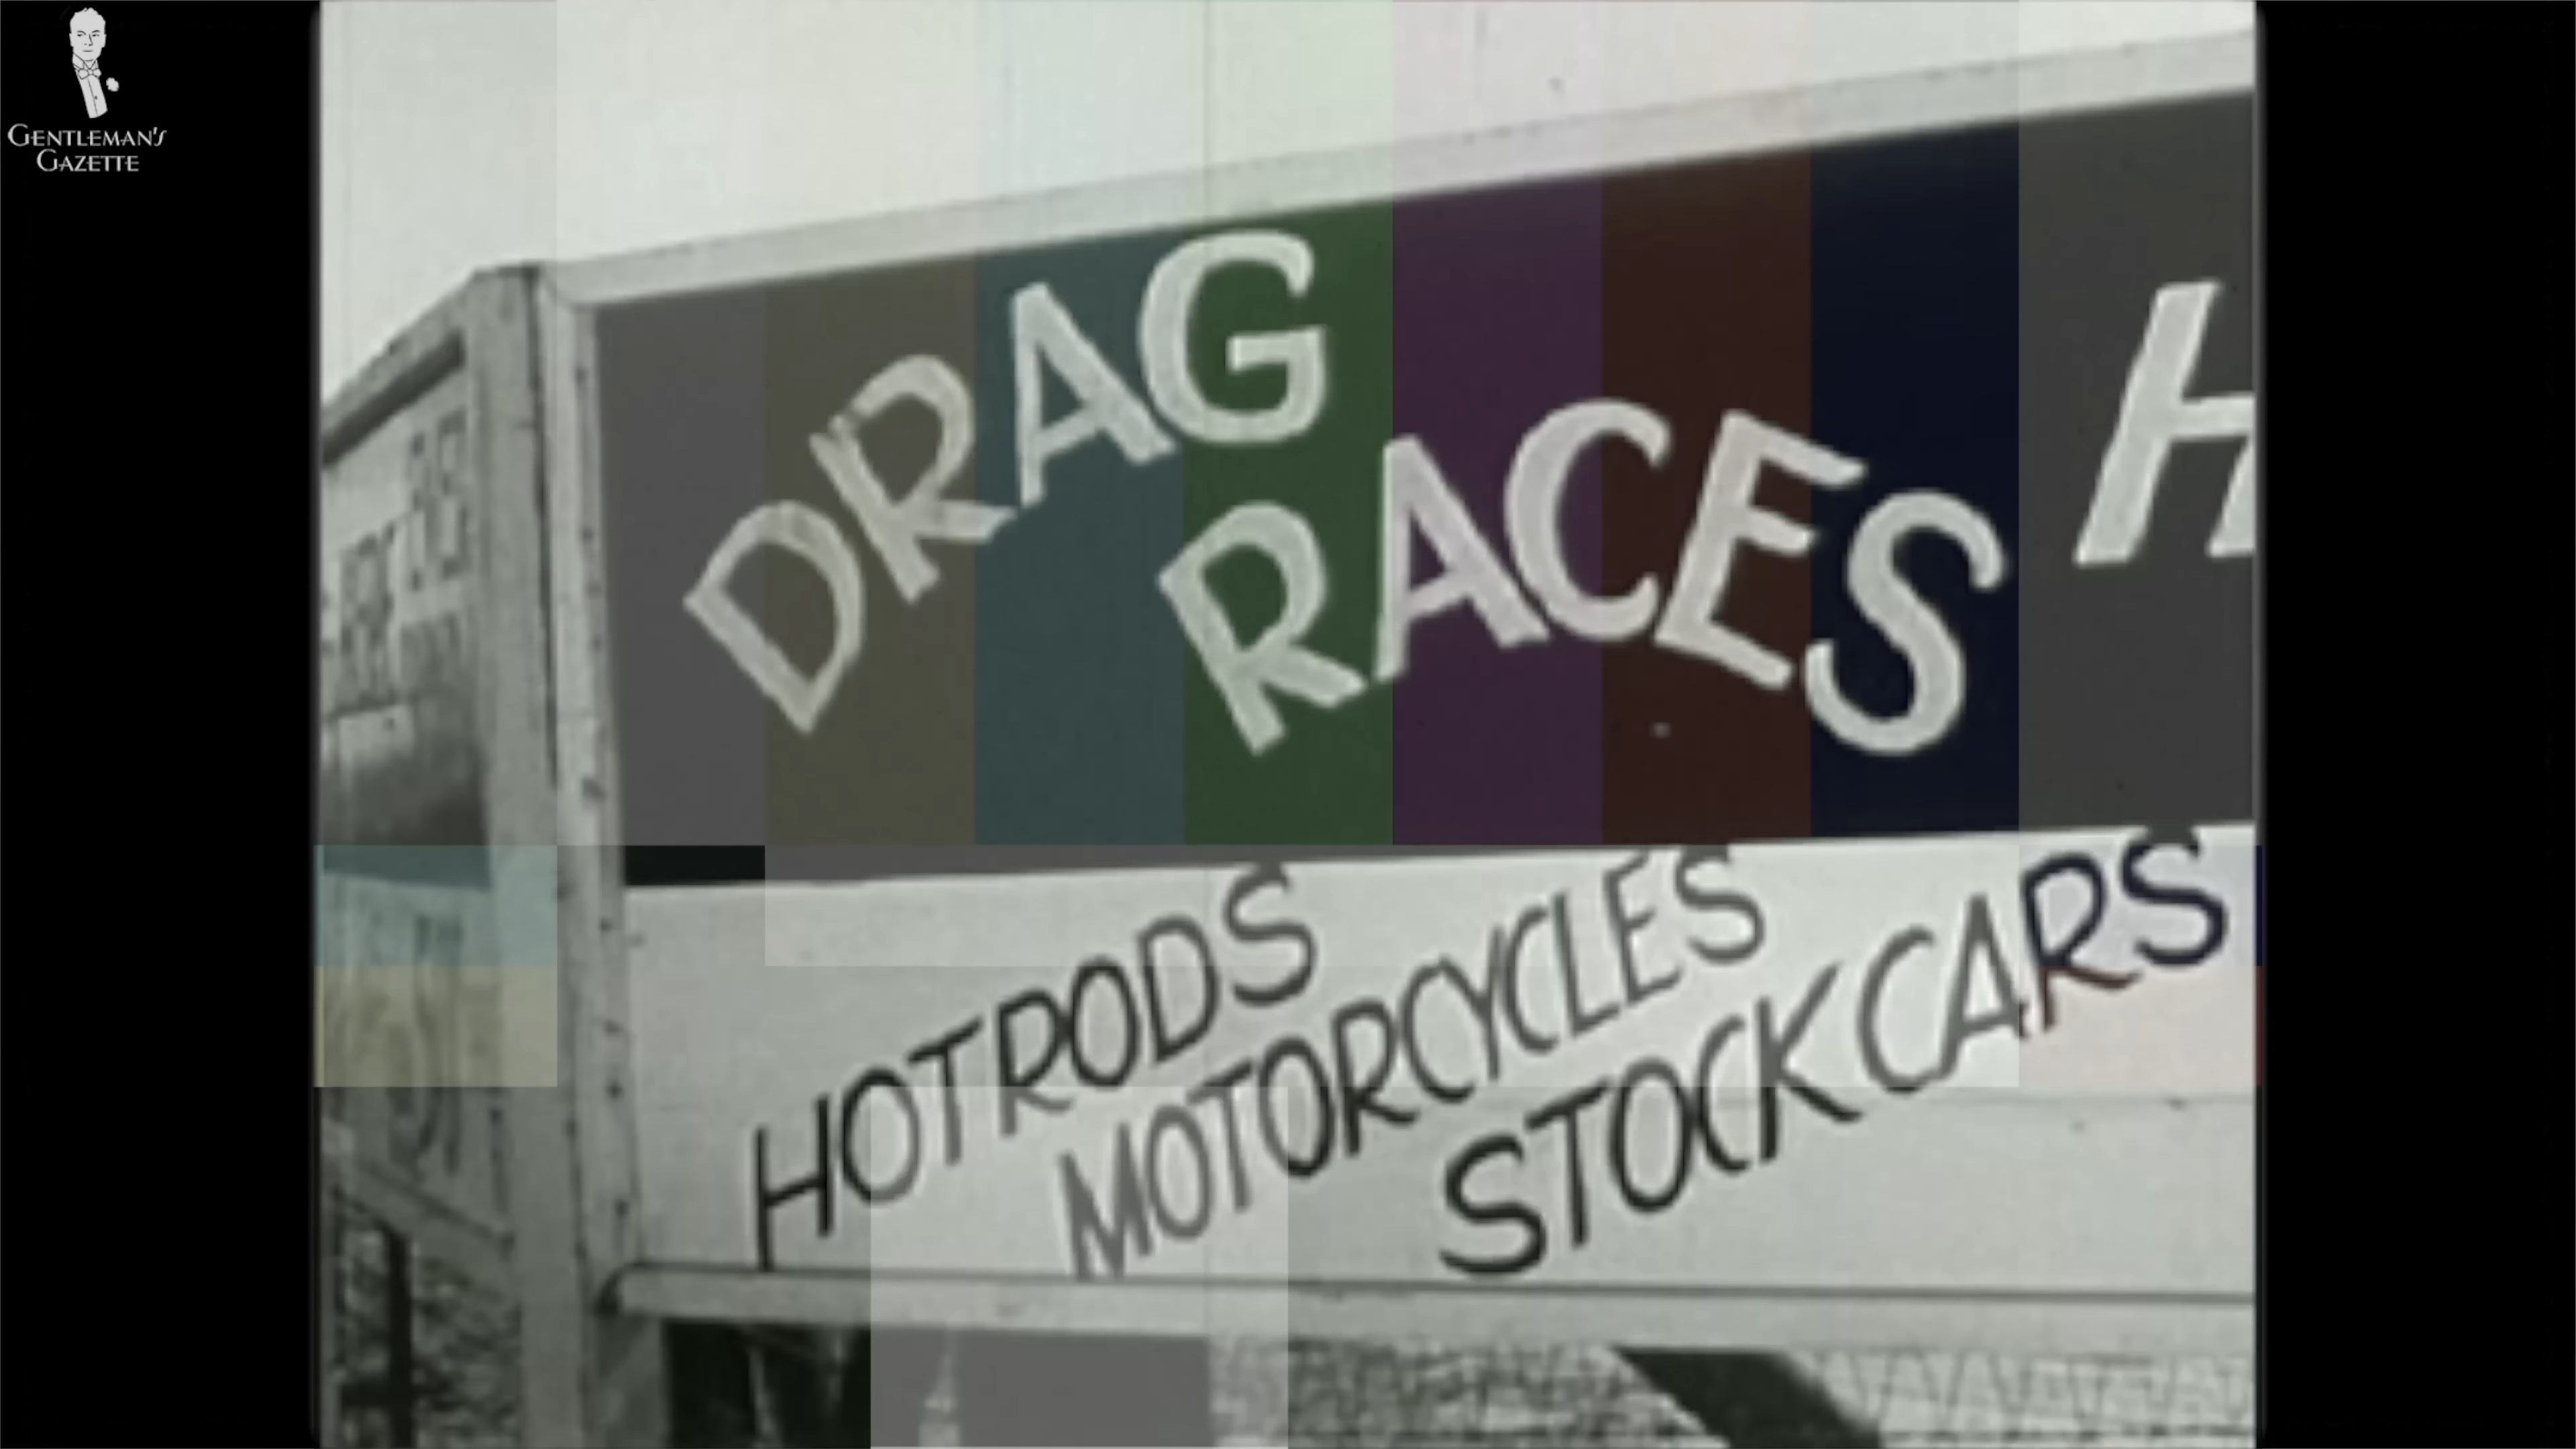 GENTLEMAN'S
GAZETTE
DRAG
RACES
H
HOTRODS
MOTORCYCLES
STOCK CARS